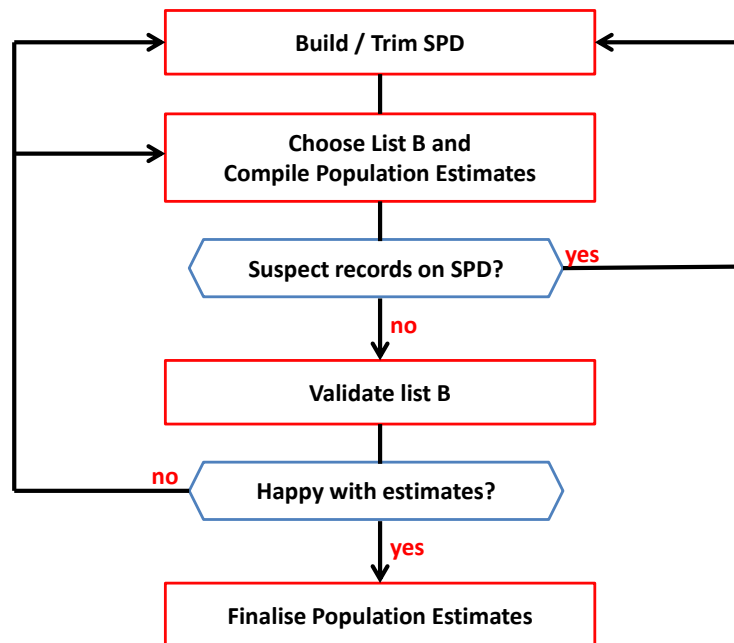 Build / Trim SPD
Choose List B and
Compile Population Estimates
Suspect records on SPD?
yes
no
Validate list B
no
Happy with estimates?
yes
Finalise Population Estimates